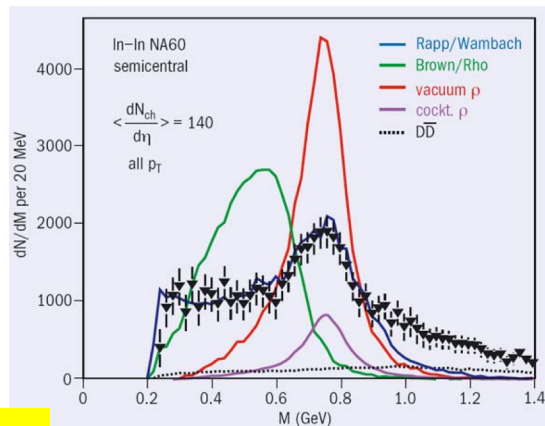 In–In NA60
semicentral
< dNch/dη > = 140
all pT
Rapp/Wambach
Brown/Rho
vacuum ρ
cockt. ρ
DD̅
dN/dM per 20 MeV
4000
3000
2000
1000
0
0
0.2
0.4
0.6
0.8
1.0
1.2
1.4
M (GeV)